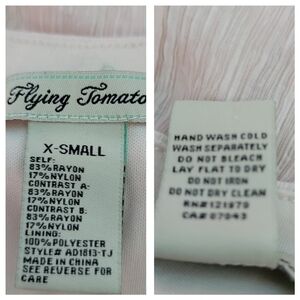 Flying Tomato
X-SMALL
SELF:
83%RAYON
17%NYLON
CONTRAST A:
83%RAYON
17%NYLON
CONTRAST B:
83%RAYON
17%NYLON
LINING:
100%POLYESTER
STYLE# AD1813-TJ
MADE IN CHINA
SEE REVERSE FOR
CARE
HAND WASH COLD
WASH SEPARATELY
DO NOT BLEACH
LAY FLAT TO DRY
DO NOT IRON
DO NOT DRY CLEAN
RN#121979
CA# 07043